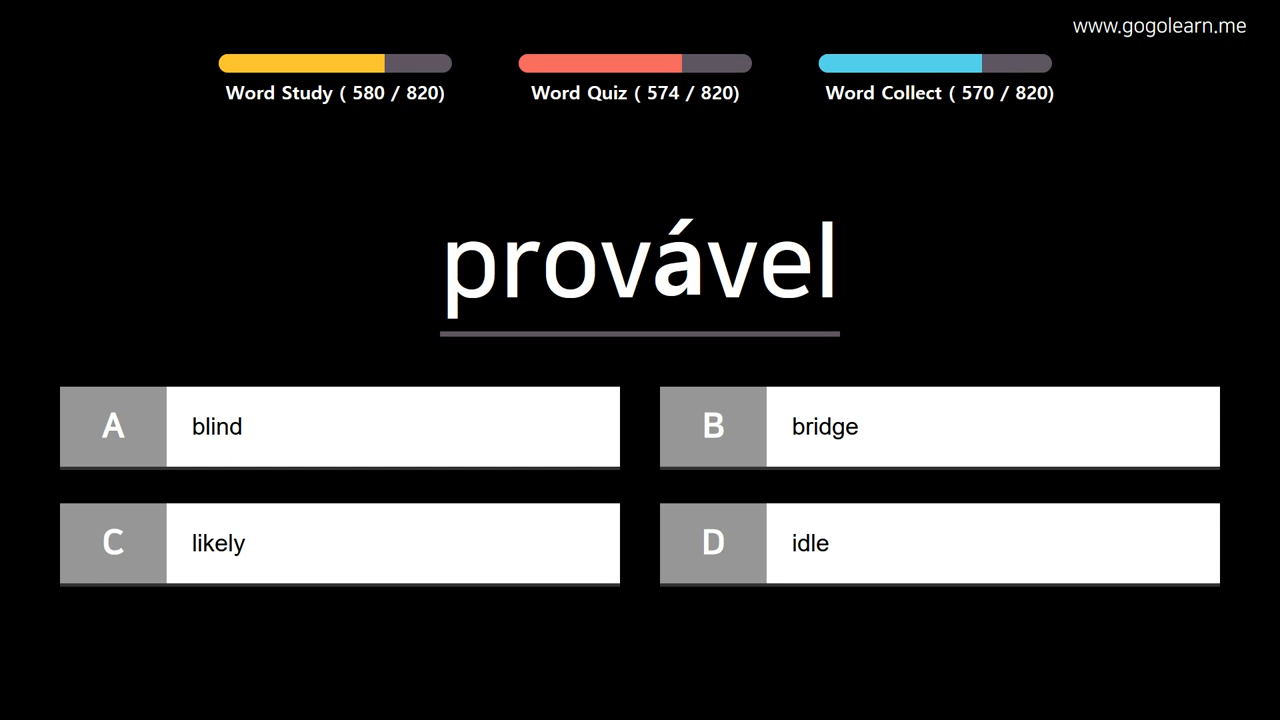 www.gogolearn.me
Word Study ( 580 / 820)
Word Quiz ( 574 / 820)
Word Collect ( 570 / 820)
provável
A blind
B bridge
C likely
D idle